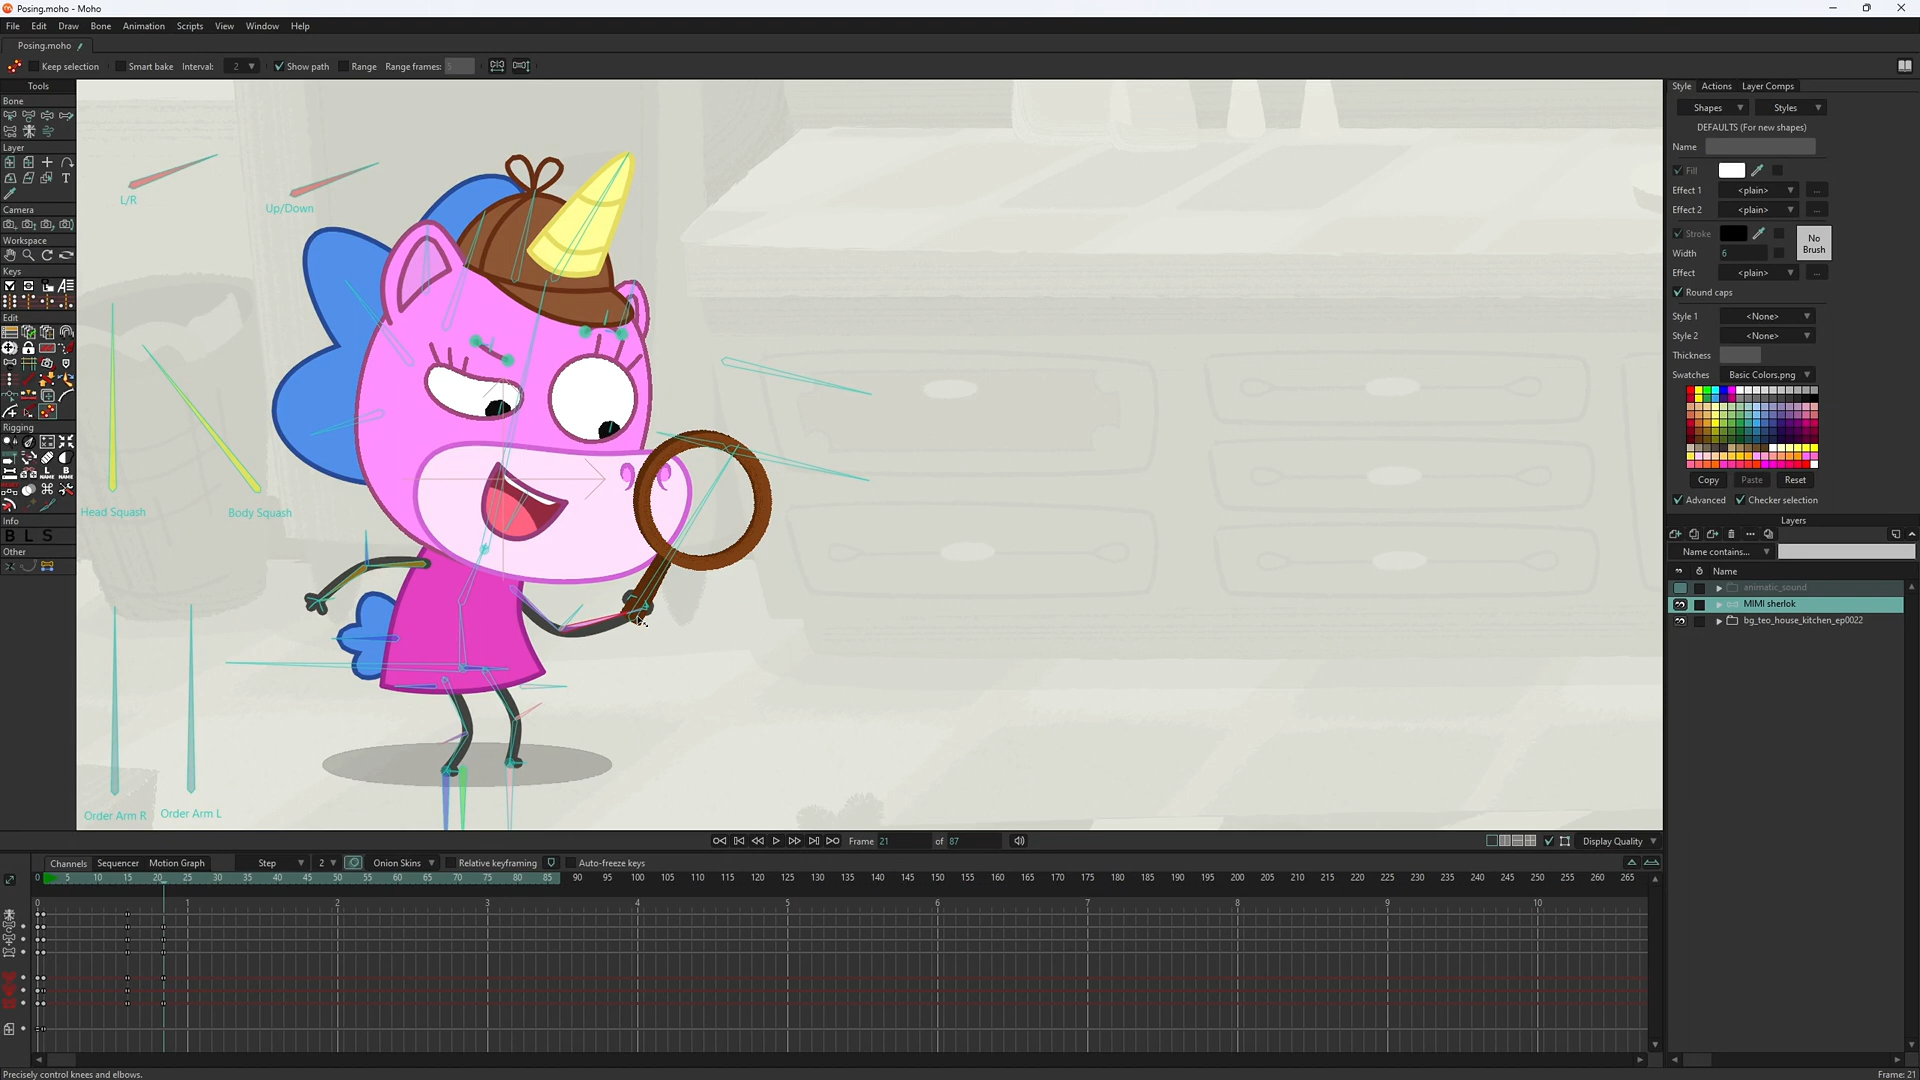 Posing.moho - Moho
File Edit Draw Bone Animation Scripts View Window Help
Posing.moho
Keep selection Smart bake Interval: 2 Show path Range Range frames: 5
Tools
Bone
Layer
T
Camera
Workspace
Keys
Edit
Rigging
Info
B L S
Other
L/R
Up/Down
Head Squash
Body Squash
Order Arm R
Order Arm L
Style Actions Layer Comps
Shapes Styles
DEFAULTS (For new shapes)
Name
Fill
Effect 1 <plain> ...
Effect 2 <plain> ...
Stroke
No Brush
Width 6
Effect <plain> ...
Round caps
Style 1 <None>
Style 2 <None>
Thickness
Swatches Basic Colors.png
Copy Paste Reset
Advanced Checker selection
Layers
Name contains...
Name
animatic_sound
MIMI sherlok
bg_teo_house_kitchen_ep0022
Frame 21 of 87
Display Quality
Channels Sequencer Motion Graph Step 2 Onion Skins Relative keyframing Auto-freeze keys
0 5 10 15 20 25 30 35 40 45 50 55 60 65 70 75 80 85 90 95 100 105 110 115 120 125 130 135 140 145 150 155 160 165 170 175 180 185 190 195 200 205 210 215 220 225 230 235 240 245 250 255 260 265
0 1 2 3 4 5 6 7 8 9 10
Precisely control knees and elbows.
Frame: 21